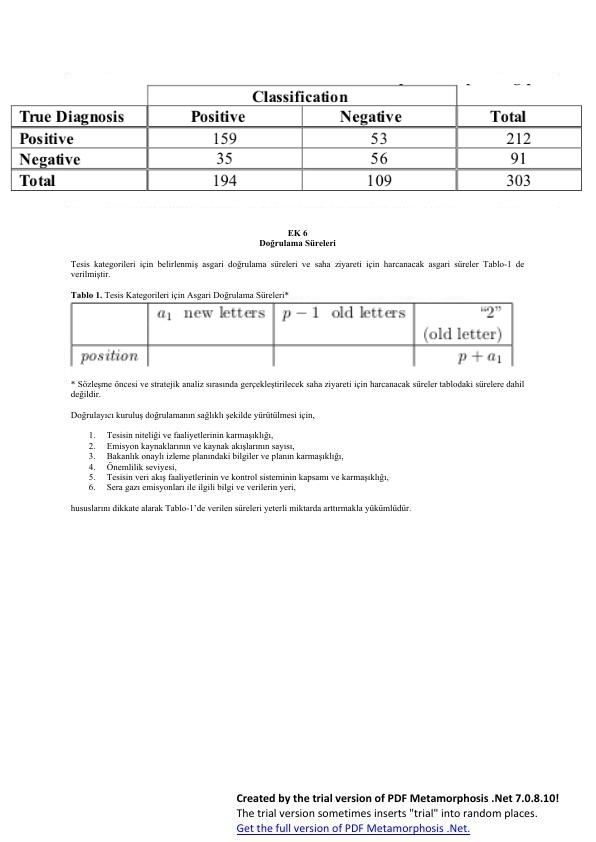 Classification
True Diagnosis Positive Negative Total
Positive 159 53 212
Negative 35 56 91
Total 194 109 303
EK 6
Doğrulama Süreleri
Tesis kategorileri için belirlenmiş asgari doğrulama süreleri ve saha ziyareti için harcanacak asgari süreler Tablo-1 de
verilmiştir.
Tablo 1. Tesis Kategorileri için Asgari Doğrulama Süreleri*
a₁ new letters p − 1 old letters “2”
(old letter)
position p + a₁
* Sözleşme öncesi ve stratejik analiz sırasında gerçekleştirilecek saha ziyareti için harcanacak süreler tablodaki sürelere dahil
değildir.
Doğrulayıcı kuruluş doğrulamanın sağlıklı şekilde yürütülmesi için,
1. Tesisin niteliği ve faaliyetlerinin karmaşıklığı,
2. Emisyon kaynaklarının ve kaynak akışlarının sayısı,
3. Bakanlık onaylı izleme planındaki bilgiler ve planın karmaşıklığı,
4. Önemlilik seviyesi,
5. Tesisin veri akış faaliyetlerinin ve kontrol sisteminin kapsamı ve karmaşıklığı,
6. Sera gazı emisyonları ile ilgili bilgi ve verilerin yeri,
hususlarını dikkate alarak Tablo-1’de verilen süreleri yeterli miktarda arttırmakla yükümlüdür.
Created by the trial version of PDF Metamorphosis .Net 7.0.8.10!
The trial version sometimes inserts "trial" into random places.
Get the full version of PDF Metamorphosis .Net.